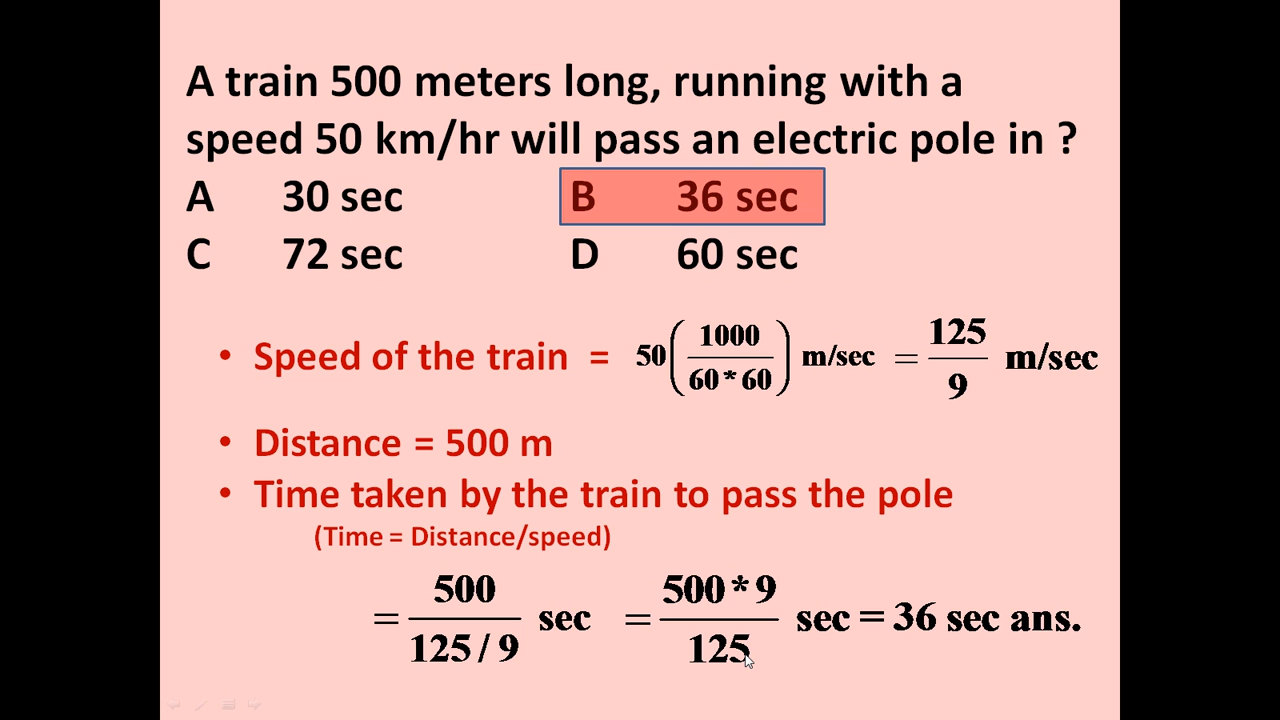 A train 500 meters long, running with a
speed 50 km/hr will pass an electric pole in ?
A 30 sec B 36 sec
C 72 sec D 60 sec
• Speed of the train = 50(1000/60*60) m/sec = 125/9 m/sec
• Distance = 500 m
• Time taken by the train to pass the pole
(Time = Distance/speed)
= 500/125/9 sec = 500*9/125 sec = 36 sec ans.